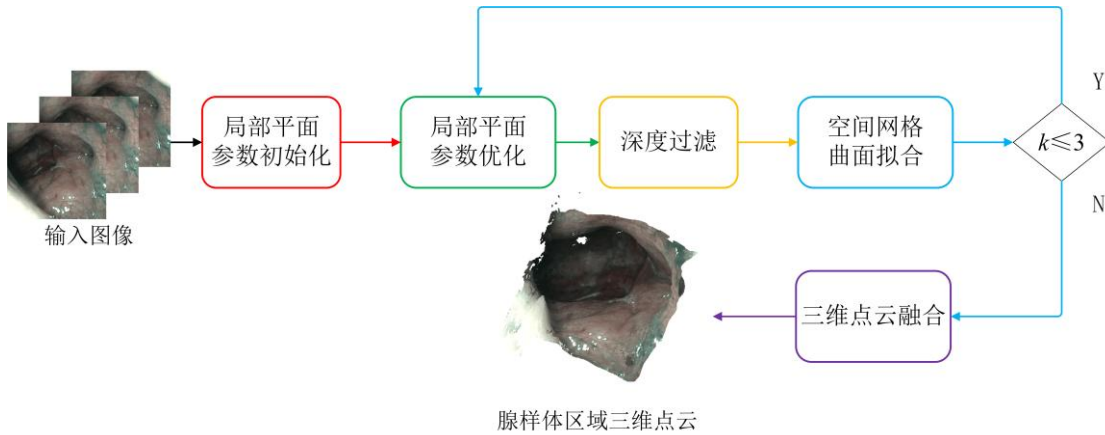 局部平面
参数初始化
局部平面
参数优化
深度过滤
空间网格
曲面拟合
k≤3
Y
N
输入图像
三维点云融合
腺样体区域三维点云